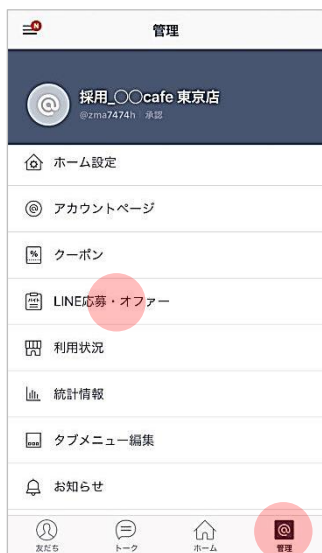 N
管理
@
採用_〇〇cafe 東京店
@zma7474h 承認
ホーム設定
@ アカウントページ
% クーポン
バイト LINE応募・オファー
利用状況
統計情報
タブメニュー編集
お知らせ
@
友だち トーク ホーム 管理